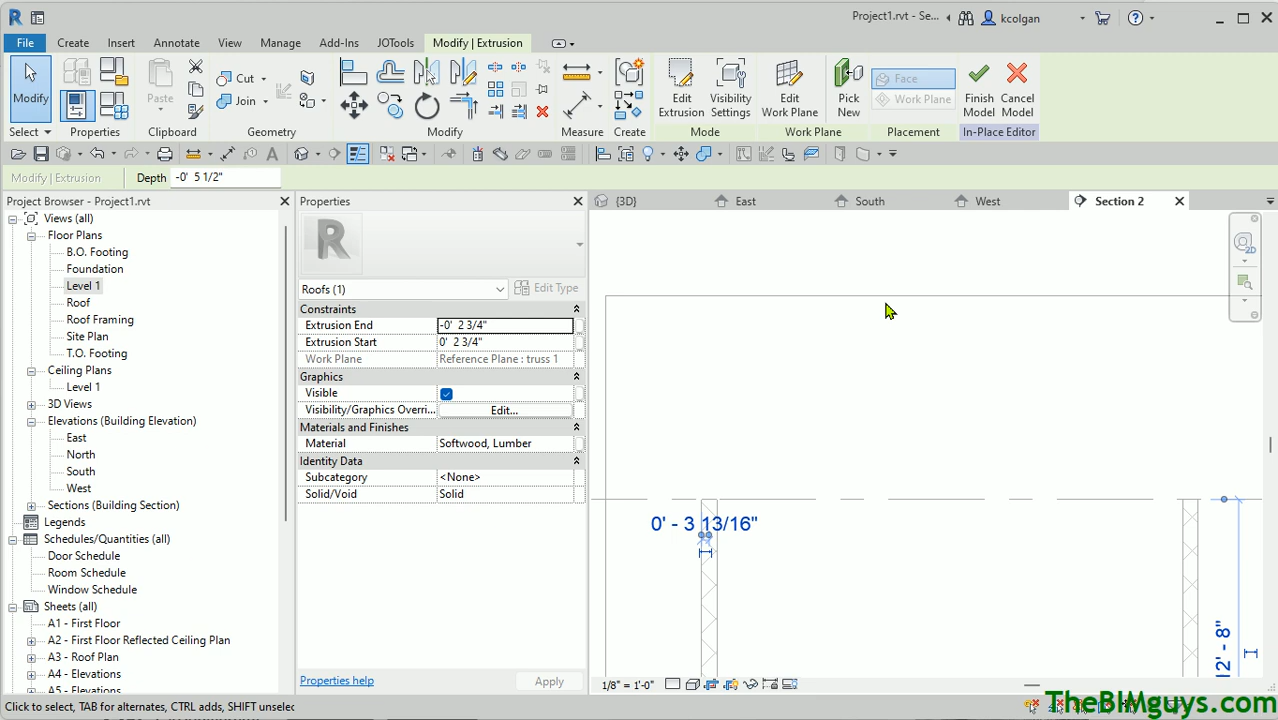 Project1.rvt - Se...
kcolgan
File
Create
Insert
Annotate
View
Manage
Add-Ins
JOTools
Modify | Extrusion
Modify
Paste
Cut
Join
Edit
Extrusion
Visibility
Settings
Edit
Work Plane
Pick
New
Face
Work Plane
Finish
Model
Cancel
Model
Select
Properties
Clipboard
Geometry
Modify
Measure
Create
Mode
Work Plane
Placement
In-Place Editor
Modify | Extrusion
Depth
-0' 5 1/2"
Project Browser - Project1.rvt
Views (all)
Floor Plans
B.O. Footing
Foundation
Level 1
Roof
Roof Framing
Site Plan
T.O. Footing
Ceiling Plans
Level 1
3D Views
Elevations (Building Elevation)
East
North
South
West
Sections (Building Section)
Legends
Schedules/Quantities (all)
Door Schedule
Room Schedule
Window Schedule
Sheets (all)
A1 - First Floor
A2 - First Floor Reflected Ceiling Plan
A3 - Roof Plan
A4 - Elevations
A5 - Elevations
Properties
Roofs (1)
Edit Type
Constraints
Extrusion End
-0' 2 3/4"
Extrusion Start
0' 2 3/4"
Work Plane
Reference Plane : truss 1
Graphics
Visible
Visibility/Graphics Overri...
Edit...
Materials and Finishes
Material
Softwood, Lumber
Identity Data
Subcategory
<None>
Solid/Void
Solid
Properties help
Apply
{3D}
East
South
West
Section 2
2D
0' - 3 13/16"
12' - 8"
1/8" = 1'-0"
Click to select, TAB for alternates, CTRL adds, SHIFT unselec
TheBIMguys.com